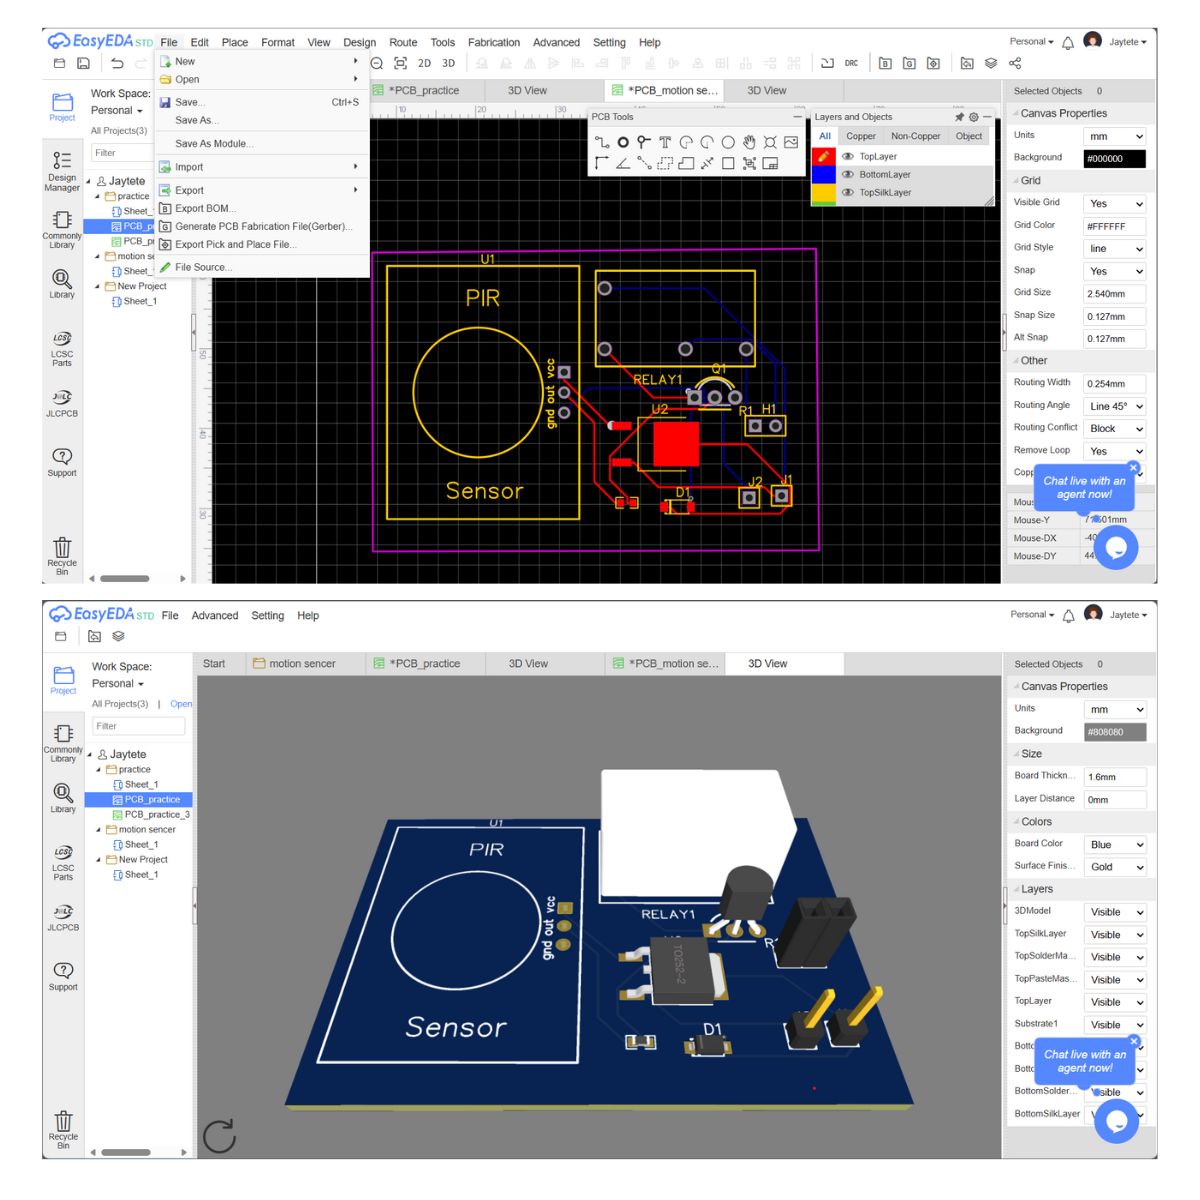 EasyEDA STD File Edit Place Format View Design Route Tools Fabrication Advanced Setting Help Personal Jaytete
2D 3D DRC
New
Open
Save... Ctrl+S
Save As...
Save As Module...
Import
Export
Export BOM...
Generate PCB Fabrication File(Gerber)...
Export Pick and Place File...
File Source...
Project
Design
Manager
Commonly
Library
Library
LCSC
LCSC
Parts
JLCPCB
Support
Recycle
Bin
Work Space:
Personal
All Projects(3)
Filter
Jaytete
practice
Sheet_
PCB_p
PCB_pr
motion se
Sheet_1
New Project
Sheet_1
*PCB_practice 3D View *PCB_motion se... 3D View
10 20 30
50
40
30
PCB Tools
Layers and Objects
All Copper Non-Copper Object
TopLayer
BottomLayer
TopSilkLayer
U1
PIR
Sensor
gnd out vcc
RELAY1
Q1
U2
R1 H1
D1
J2 J1
Selected Objects 0
Canvas Properties
Units mm
Background #000000
Grid
Visible Grid Yes
Grid Color #FFFFFF
Grid Style line
Snap Yes
Grid Size 2.540mm
Snap Size 0.127mm
Alt Snap 0.127mm
Other
Routing Width 0.254mm
Routing Angle Line 45°
Routing Conflict Block
Remove Loop Yes
Copp
Chat live with an
agent now!
Mous
Mouse-Y
Mouse-DX -40
Mouse-DY 44
EasyEDA STD File Advanced Setting Help Personal Jaytete
Project
Commonly
Library
Library
LCSC
LCSC
Parts
JLCPCB
Support
Recycle
Bin
Work Space:
Personal
All Projects(3) | Open
Filter
Jaytete
practice
Sheet_1
PCB_practice
PCB_practice_3
motion sencer
Sheet_1
New Project
Sheet_1
Start motion sencer *PCB_practice 3D View *PCB_motion se... 3D View
U1
PIR
Sensor
gnd out vcc
RELAY1
R1
TO252-2
D1
Selected Objects 0
Canvas Properties
Units mm
Background #808080
Size
Board Thickn... 1.6mm
Layer Distance 0mm
Colors
Board Color Blue
Surface Finis... Gold
Layers
3DModel Visible
TopSilkLayer Visible
TopSolderMa... Visible
TopPasteMas... Visible
TopLayer Visible
Substrate1 Visible
Botto
Chat live with an
agent now!
Botto
BottomSolder... Visible
BottomSilkLayer